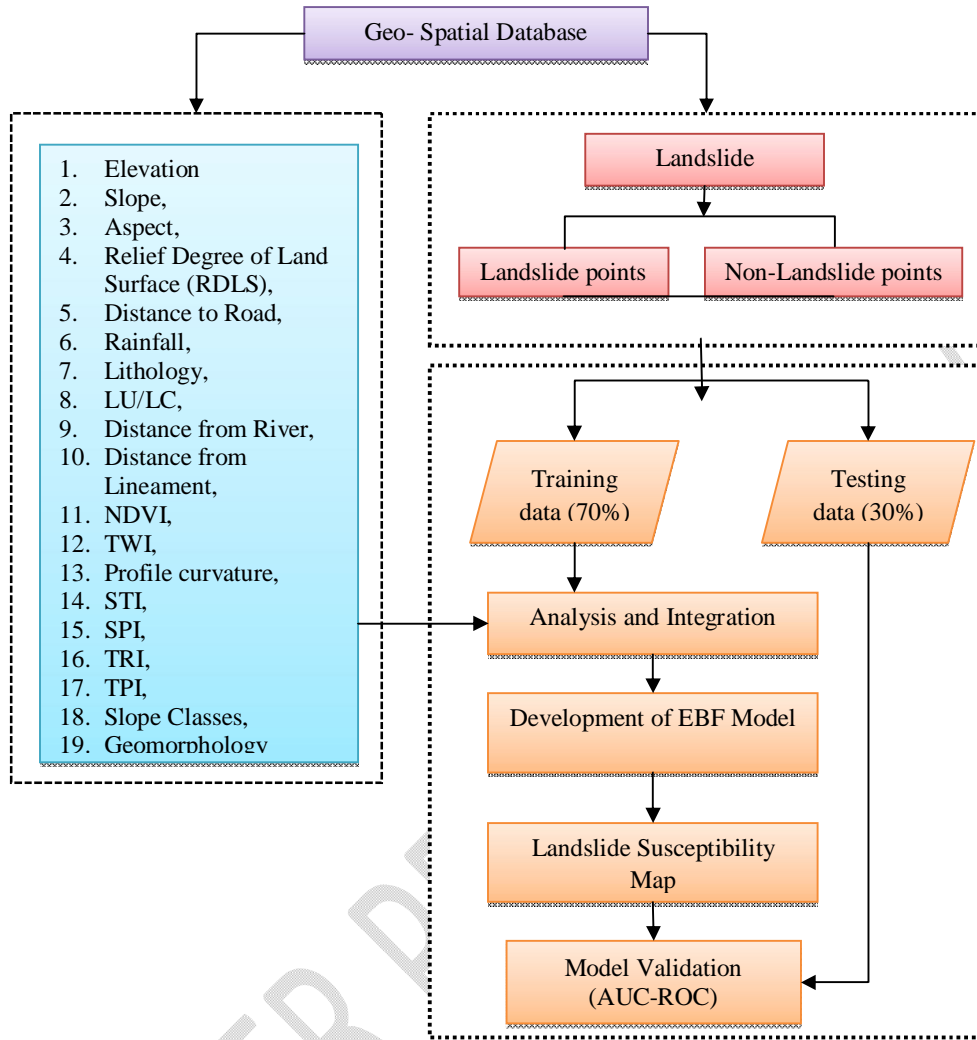 Geo- Spatial Database
1. Elevation
2. Slope,
3. Aspect,
4. Relief Degree of Land
Surface (RDLS),
5. Distance to Road,
6. Rainfall,
7. Lithology,
8. LU/LC,
9. Distance from River,
10. Distance from
Lineament,
11. NDVI,
12. TWI,
13. Profile curvature,
14. STI,
15. SPI,
16. TRI,
17. TPI,
18. Slope Classes,
19. Geomorphology
Landslide
Landslide points
Non-Landslide points
Training
data (70%)
Testing
data (30%)
Analysis and Integration
Development of EBF Model
Landslide Susceptibility
Map
Model Validation
(AUC-ROC)